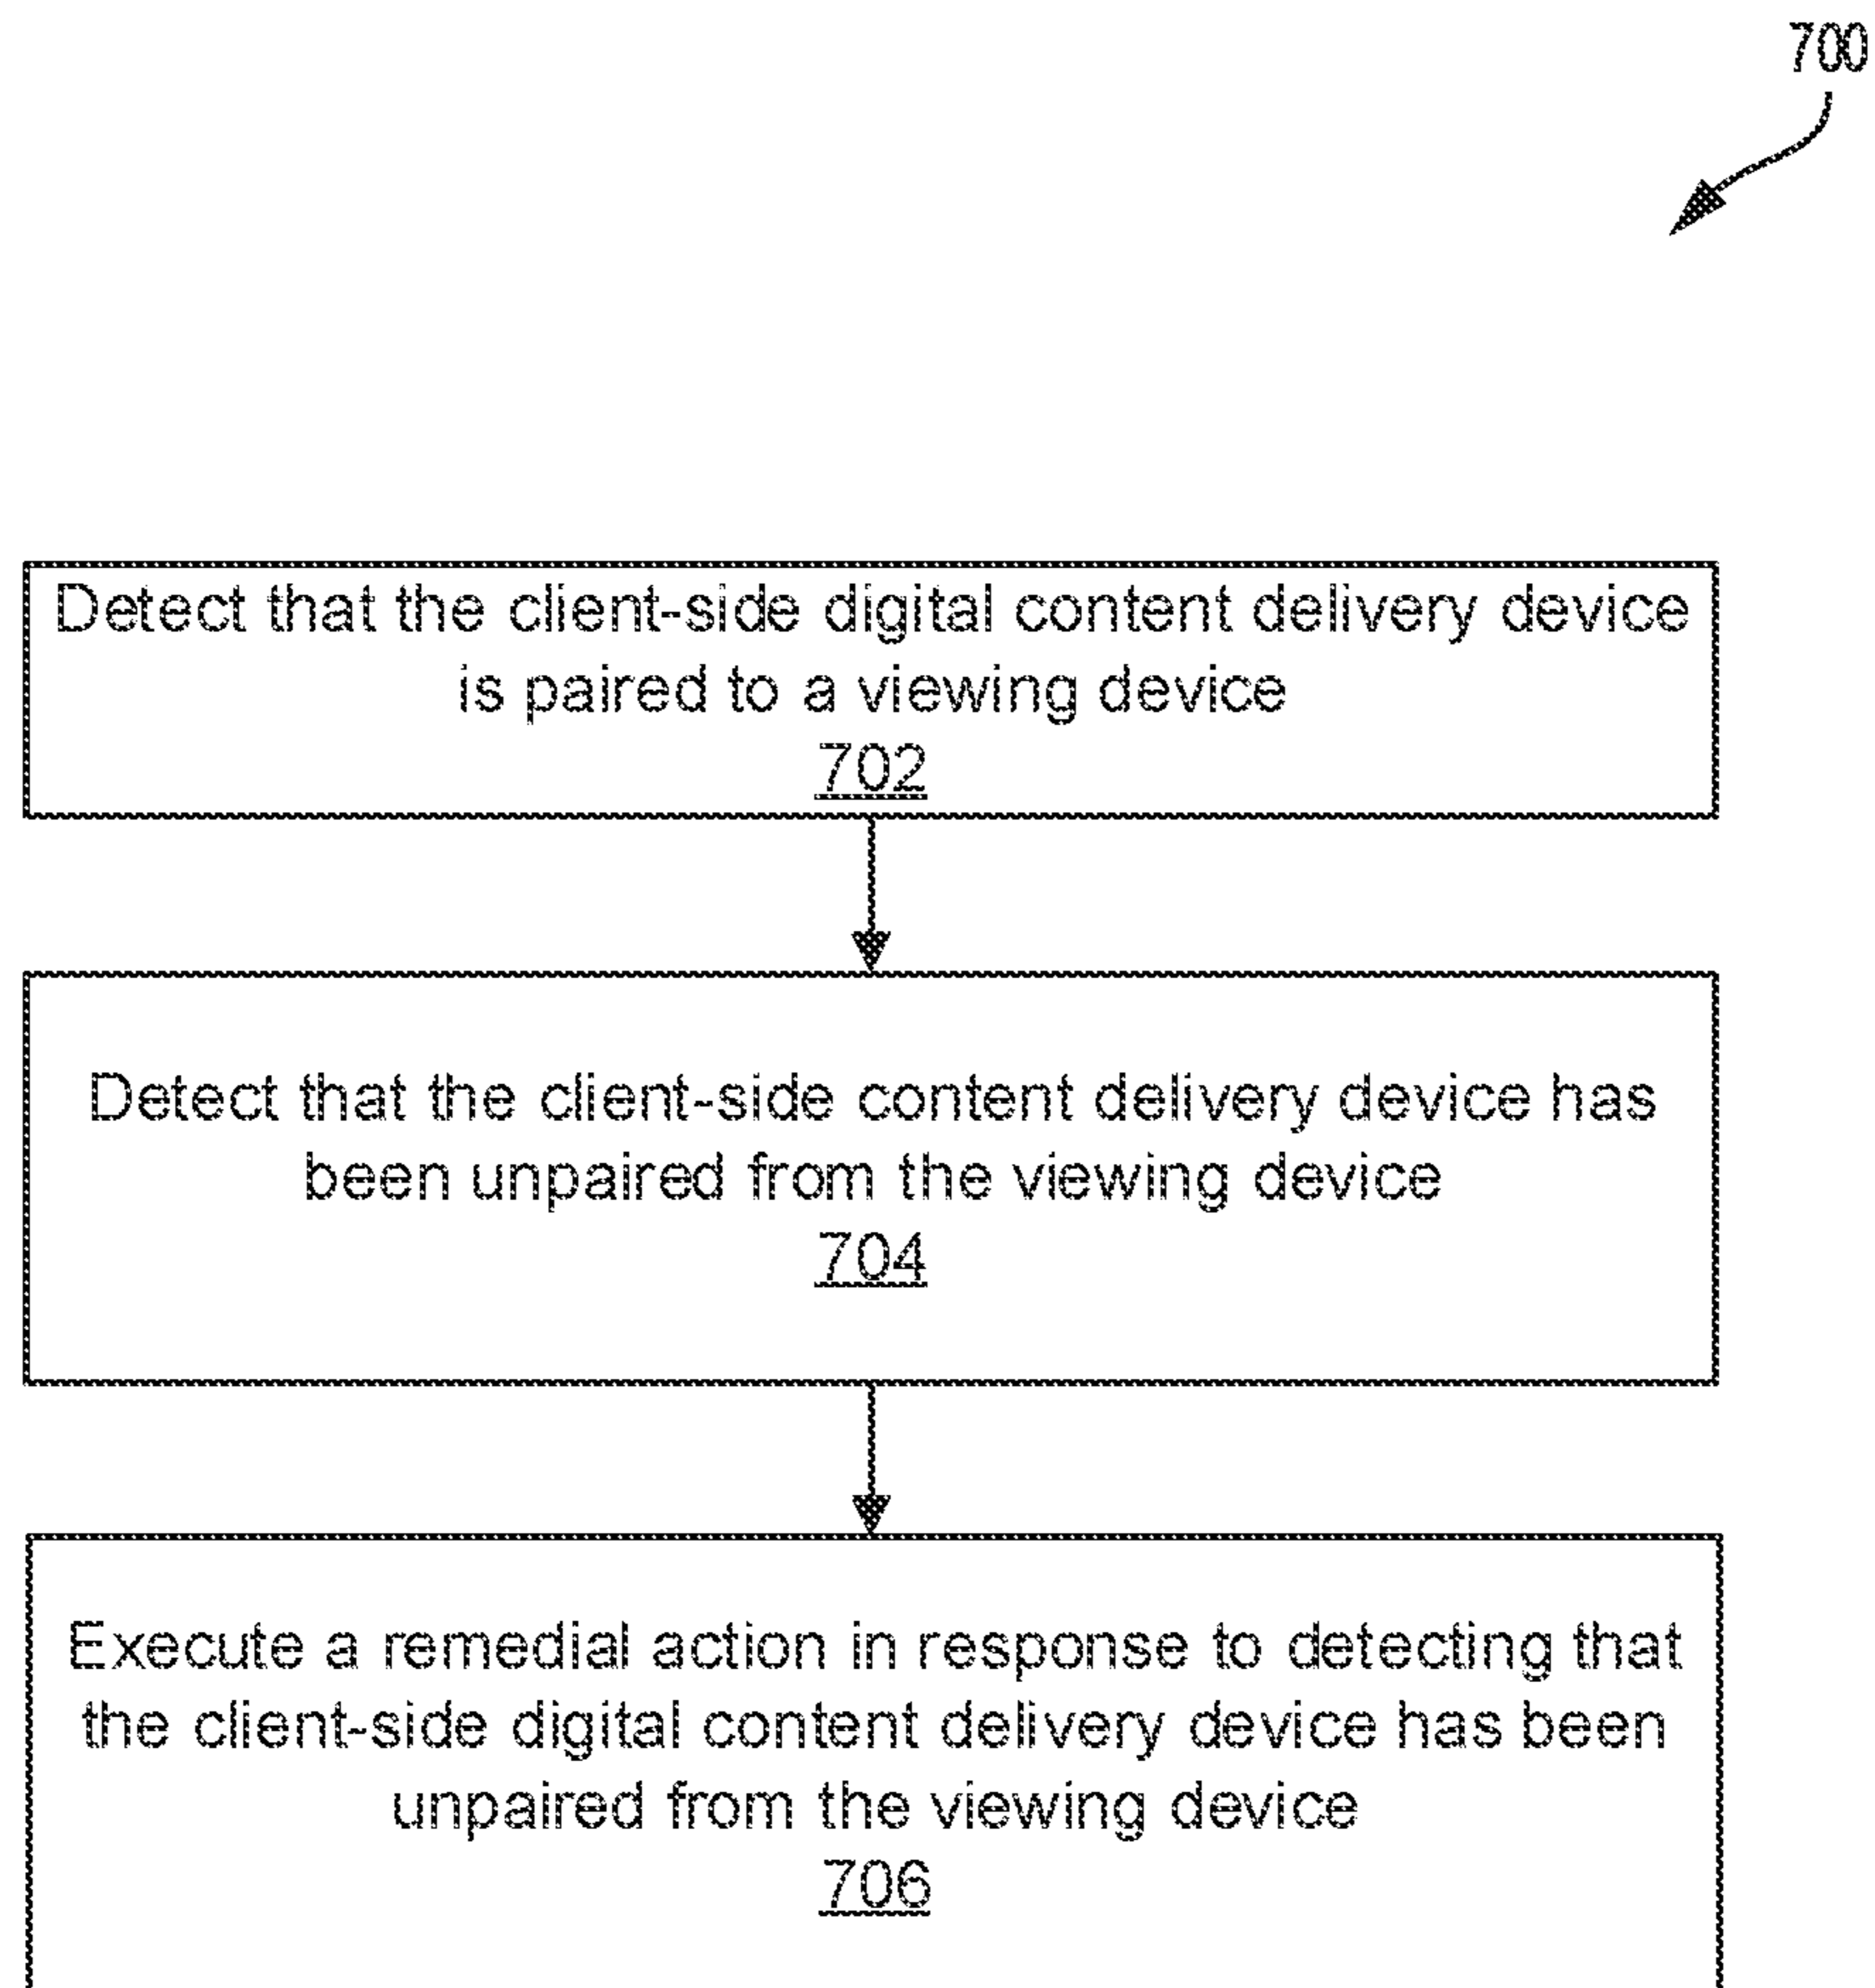 700
Detect that the client-side digital content delivery device
is paired to a viewing device
702
Detect that the client-side content delivery device has
been unpaired from the viewing device
704
Execute a remedial action in response to detecting that
the client-side digital content delivery device has been
unpaired from the viewing device
706